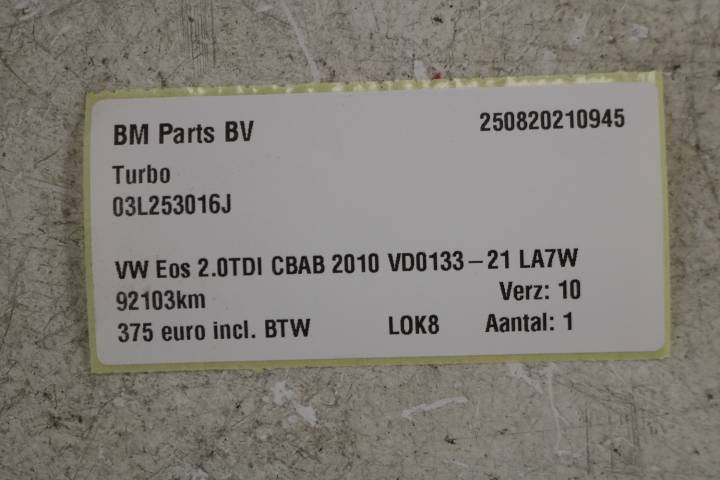 BM Parts BV 250820210945
Turbo
03L253016J
VW Eos 2.0TDI CBAB 2010 VD0133-21 LA7W
92103km Verz: 10
375 euro incl. BTW LOK8 Aantal: 1